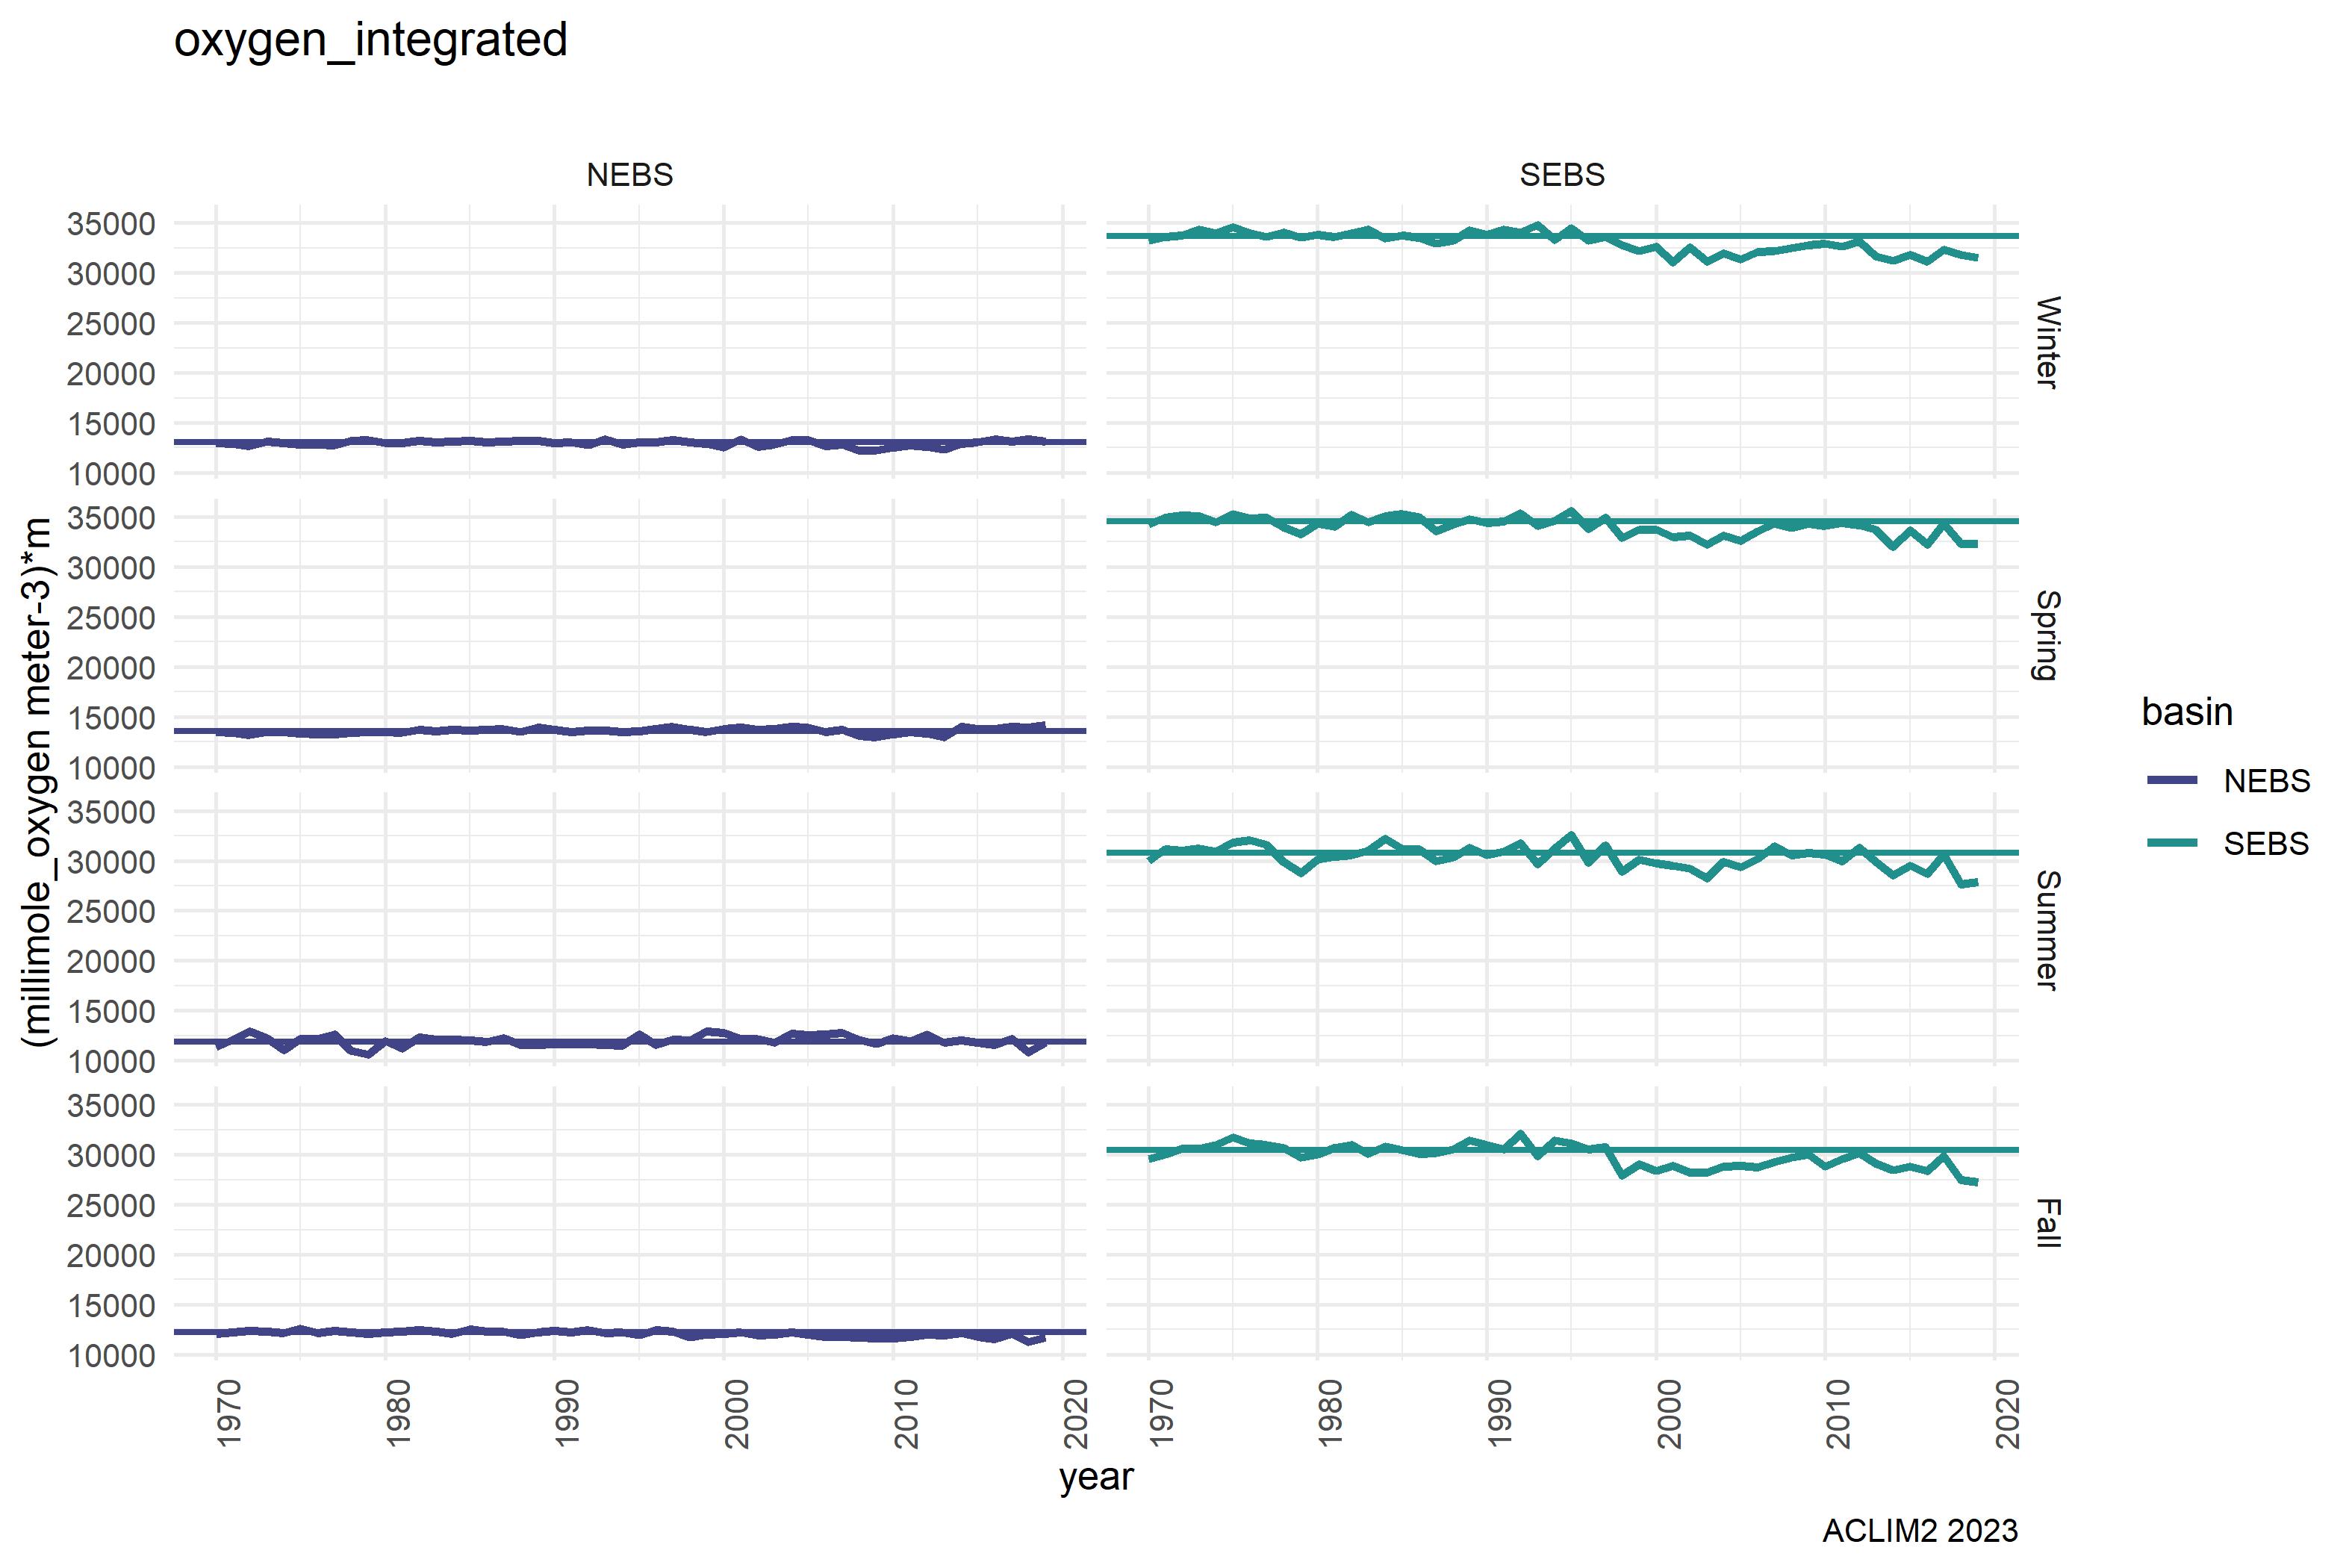 oxygen_integrated
NEBS
SEBS
(millimole_oxygen meter-3)*m
35000
30000
25000
20000
15000
10000
Winter
35000
30000
25000
20000
15000
10000
Spring
35000
30000
25000
20000
15000
10000
Summer
35000
30000
25000
20000
15000
10000
Fall
1970
1980
1990
2000
2010
2020
1970
1980
1990
2000
2010
2020
year
basin
NEBS
SEBS
ACLIM2 2023